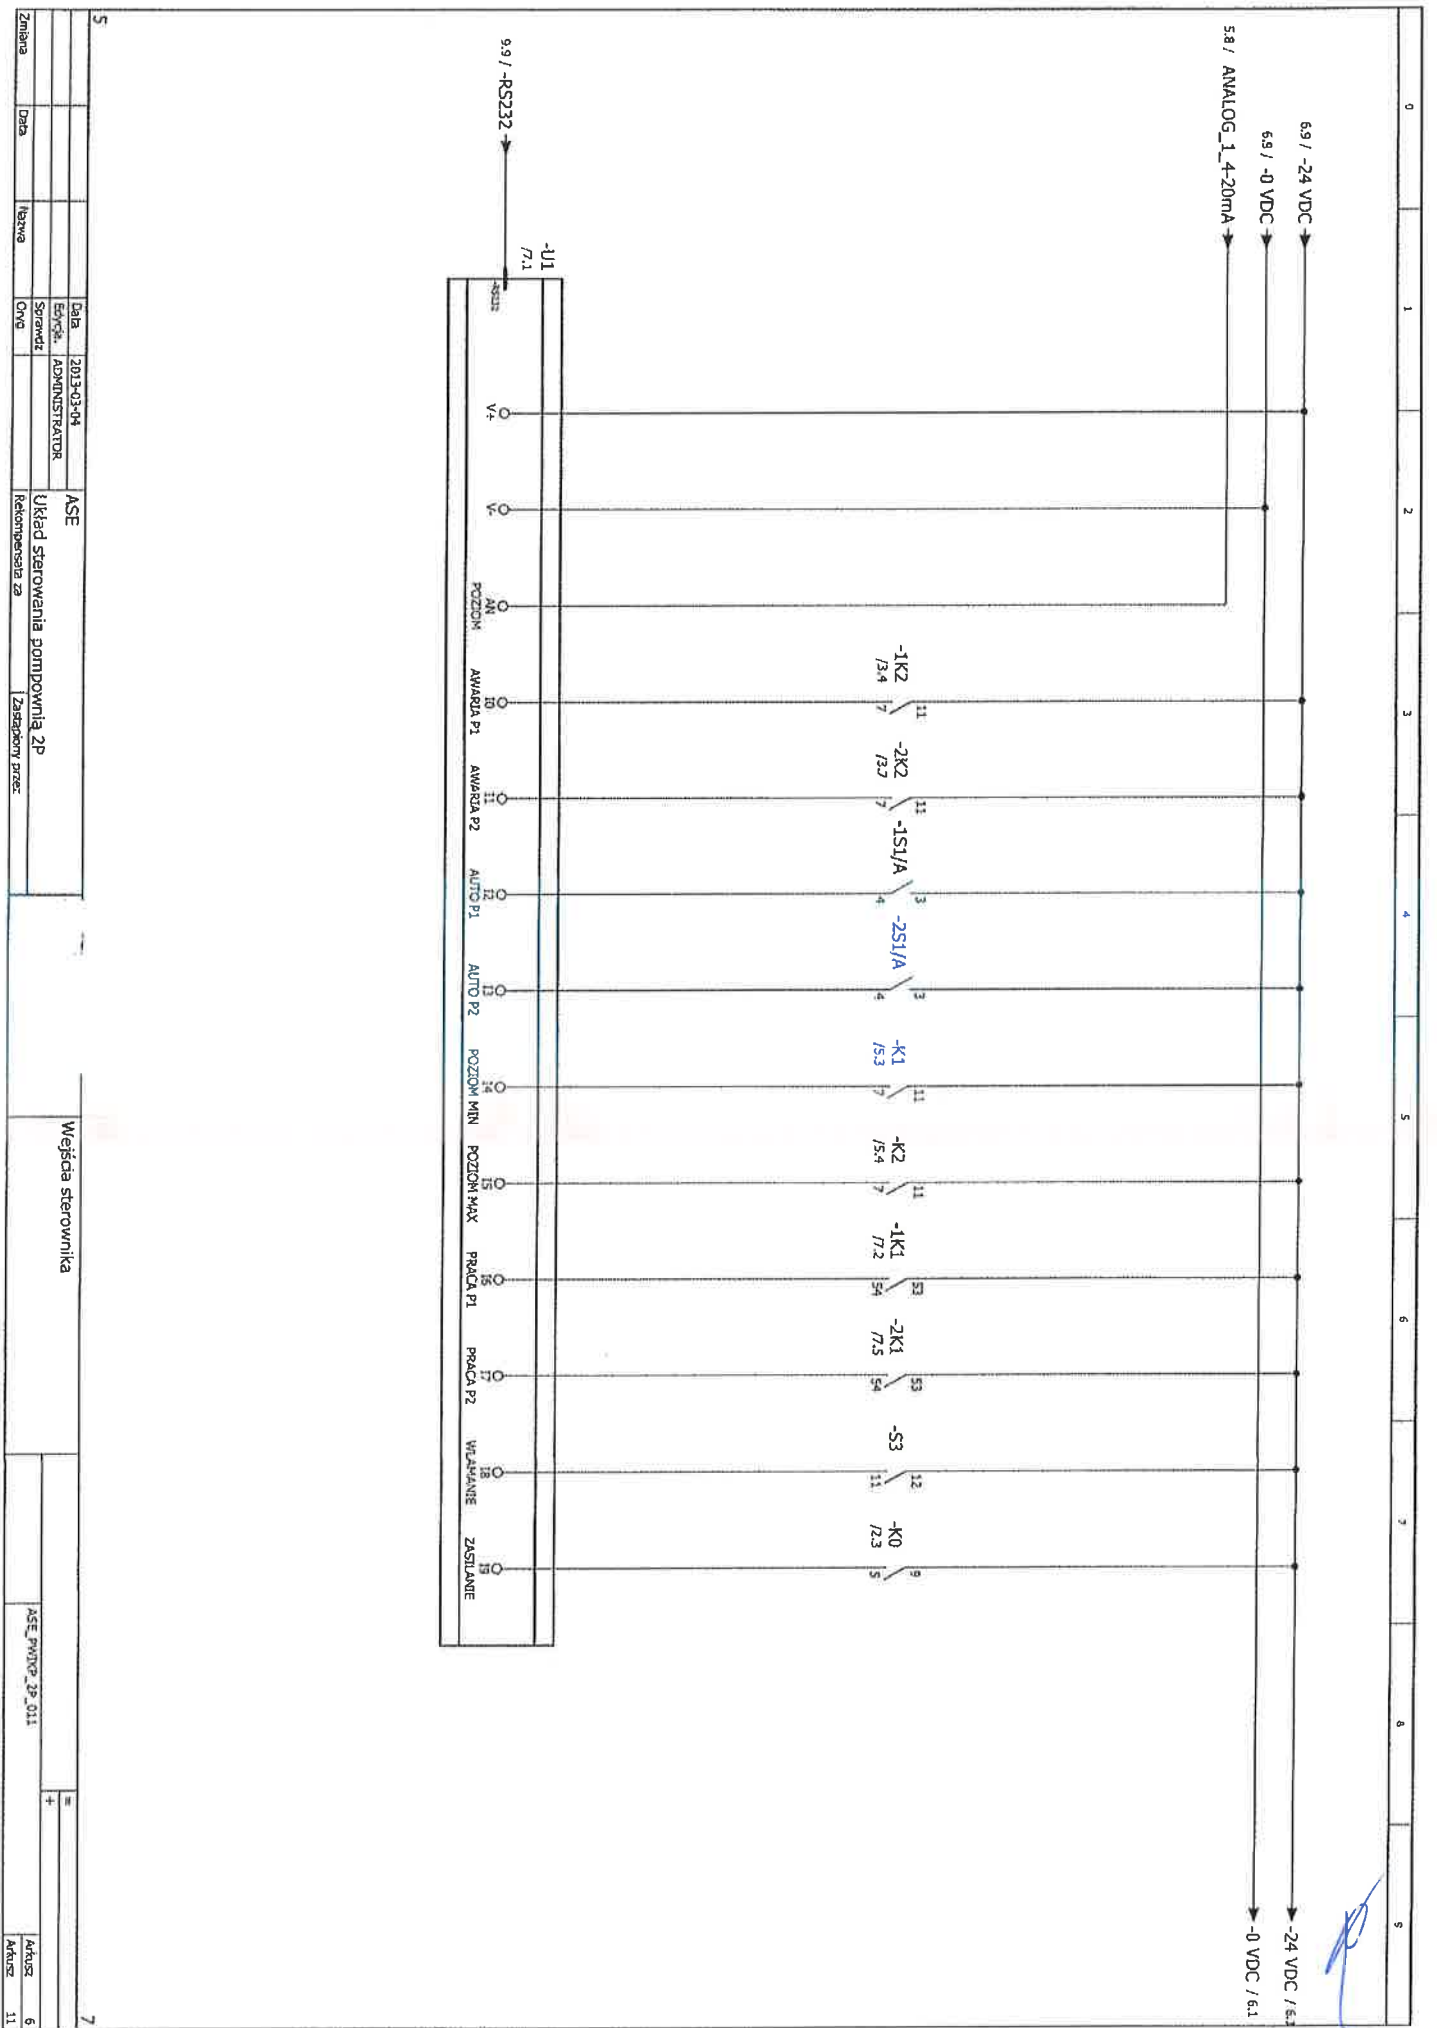 0 1 2 3 4 5 6 7 8 9
6.9 / -24 VDC
-24 VDC / 6.1
6.9 / -0 VDC
-0 VDC / 6.1
5.8 / ANALOG_1_4-20mA
-1K2
/3.4
11
7
-2K2
/3.7
11
7
-1S1/A
3
4
-2S1/A
3
4
-K1
/5.3
11
7
-K2
/5.4
11
7
-1K1
/7.2
53
54
-2K1
/7.5
53
54
-S3
12
11
-K0
/2.3
9
5
9.9 / -RS232
-U1
/7.1
-RS232
V+
V-
AN
POZIOM
I0
AWARIA P1
I1
AWARIA P2
I2
AUTO P1
I3
AUTO P2
I4
POZIOM MIN
I5
POZIOM MAX
I6
PRACA P1
I7
PRACA P2
I8
WŁAMANIE
I9
ZASILANIE
5
7
Data 2013-03-04
Edycja. ADMINISTRATOR
Sprawdz
Zmiana Data Nazwa Oryg
ASE
Układ sterowania pompownią 2P
Rekompensata za Zastąpiony przez
Wejścia sterownika
ASE_PWIKP_2P_011
=
+
Arkusz 6
Arkusz 11